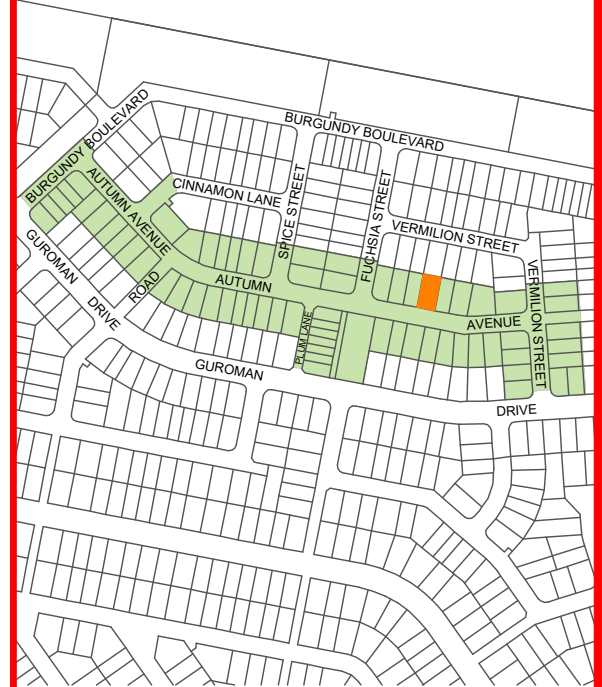 BURGUNDY BOULEVARD
BURGUNDY BOULEVARD
CINNAMON LANE
SPICE STREET
FUCHSIA STREET
AUTUMN AVENUE
VERMILION STREET
GUROMAN DRIVE
ROAD
AUTUMN AVENUE
VERMILION STREET
PLUM LANE
GUROMAN DRIVE